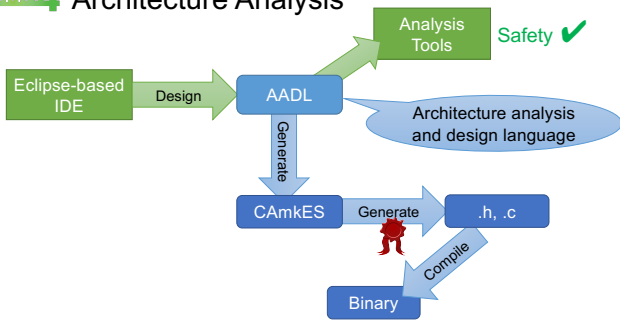 Architecture Analysis
Analysis
Tools
Safety ✔
Eclipse-based
IDE
Design
AADL
Architecture analysis
and design language
Generate
CAmkES
Generate
.h, .c
Compile
Binary